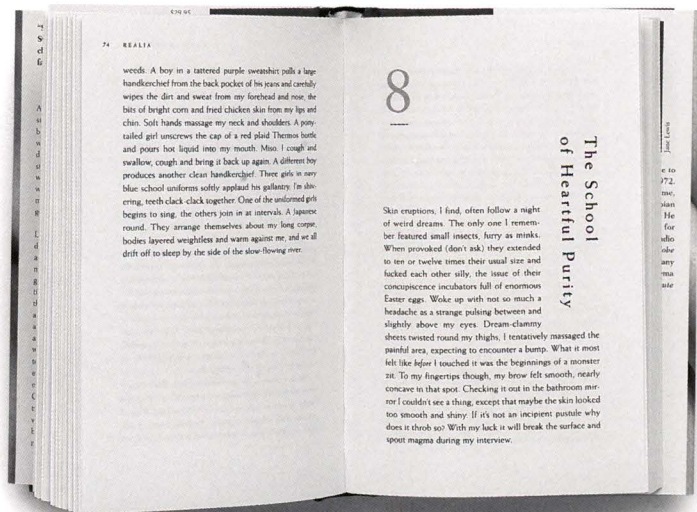 $29.95
74 REALIA
weeds. A boy in a tattered purple sweatshirt pulls a large
handkerchief from the back pocket of his jeans and carefully
wipes the dirt and sweat from my forehead and nose, the
bits of bright corn and fried chicken skin from my lips and
chin. Soft hands massage my neck and shoulders. A pony-
tailed girl unscrews the cap of a red plaid Thermos bottle
and pours hot liquid into my mouth. Miso. I cough and
swallow, cough and bring it back up again. A different boy
produces another clean handkerchief. Three girls in navy
blue school uniforms softly applaud his gallantry. I'm shiv-
ering, teeth clack-clack together. One of the uniformed girls
begins to sing, the others join in at intervals. A Japanese
round. They arrange themselves about my long corpse,
bodies layered weightless and warm against me, and we all
drift off to sleep by the side of the slow-flowing river.
8
The School
of Heartful Purity
Skin eruptions, I find, often follow a night
of weird dreams. The only one I remem-
ber featured small insects, furry as minks.
When provoked (don't ask) they extended
to ten or twelve times their usual size and
fucked each other silly, the issue of their
concupiscence incubators full of enormous
Easter eggs. Woke up with not so much a
headache as a strange pulsing between and
slightly above my eyes. Dream-clammy
sheets twisted round my thighs, I tentatively massaged the
painful area, expecting to encounter a bump. What it most
felt like before I touched it was the beginnings of a monster
zit. To my fingertips though, my brow felt smooth, nearly
concave in that spot. Checking it out in the bathroom mir-
ror I couldn't see a thing, except that maybe the skin looked
too smooth and shiny. If it's not an incipient pustule why
does it throb so? With my luck it will break the surface and
spout magma during my interview.
Jane Lewis
e to
972.
He
for
any